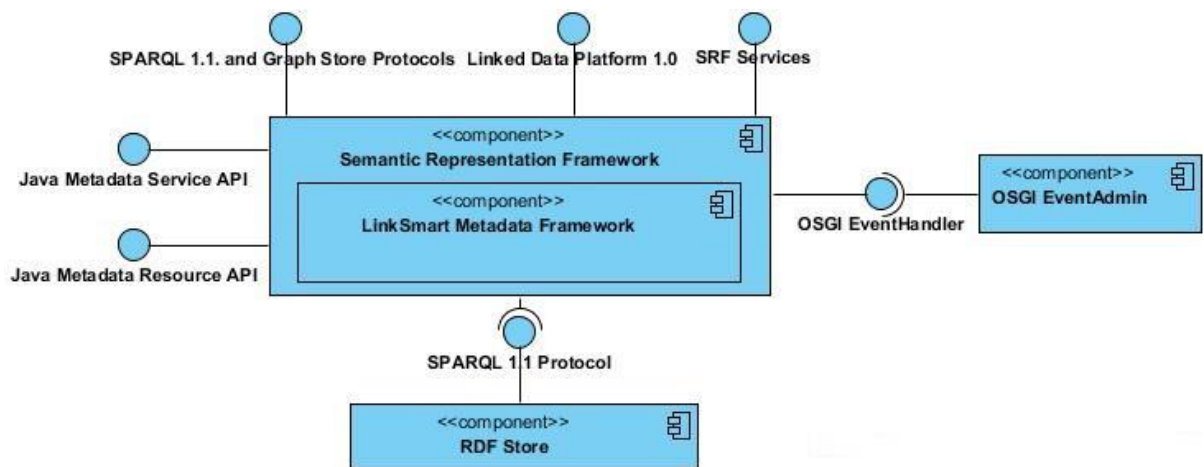 SPARQL 1.1. and Graph Store Protocols
Linked Data Platform 1.0
SRF Services
<<component>>
Semantic Representation Framework
Java Metadata Service API
<<component>>
LinkSmart Metadata Framework
Java Metadata Resource API
OSGI EventHandler
<<component>>
OSGI EventAdmin
SPARQL 1.1 Protocol
<<component>>
RDF Store